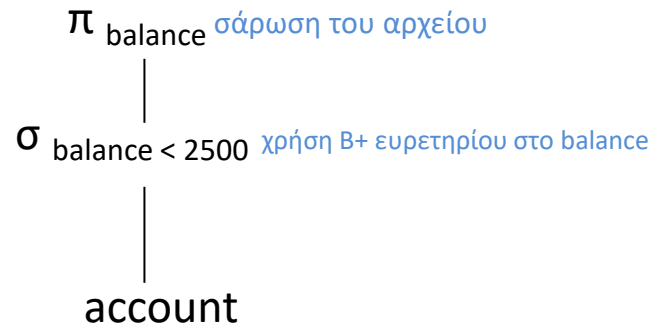 π balance σάρωση του αρχείου
σ balance < 2500 χρήση Β+ ευρετηρίου στο balance
account